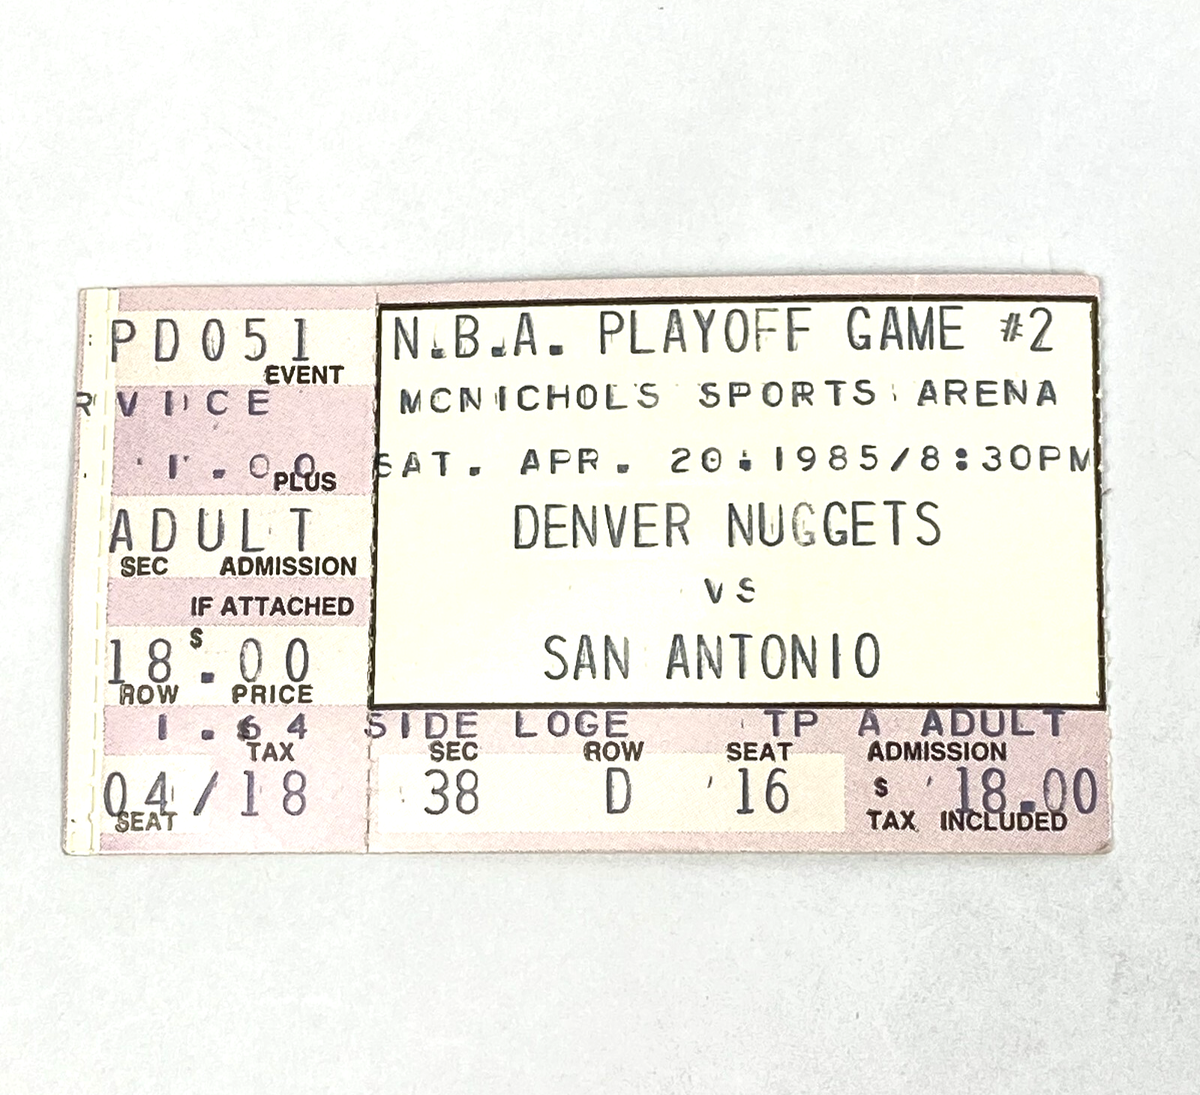 PD051
EVENT
RVICE
1.00
PLUS
ADULT
SEC ADMISSION
IF ATTACHED
$
18.00
ROW PRICE
1.64
TAX
04/18
SEAT
N.B.A. PLAYOFF GAME #2
MCNICHOLS SPORTS ARENA
SAT. APR. 20. 1985/8:30PM
DENVER NUGGETS
VS
SAN ANTONIO
SIDE LOGE TP A ADULT
SEC ROW SEAT ADMISSION
38 D 16 $ 18.00
TAX INCLUDED